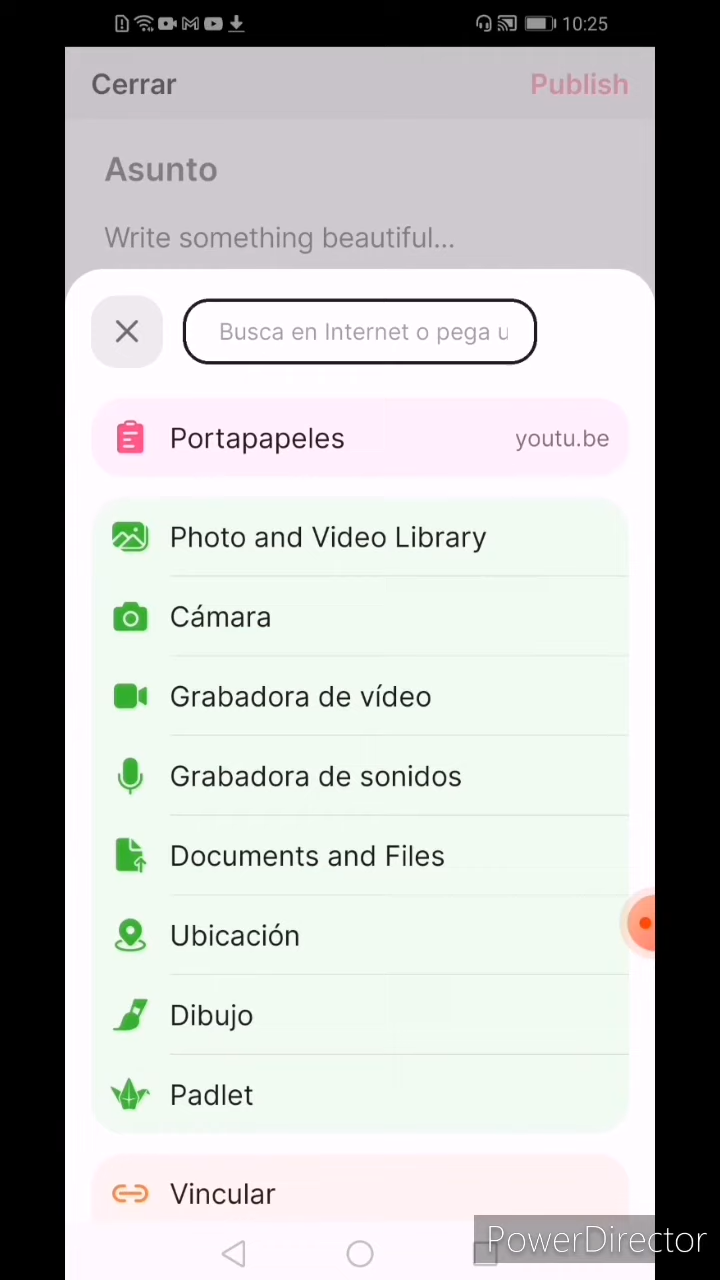 10:25
Cerrar
Publish
Asunto
Write something beautiful...
Busca en Internet o pega u
Portapapeles
youtu.be
Photo and Video Library
Cámara
Grabadora de vídeo
Grabadora de sonidos
Documents and Files
Ubicación
Dibujo
Padlet
Vincular
PowerDirector